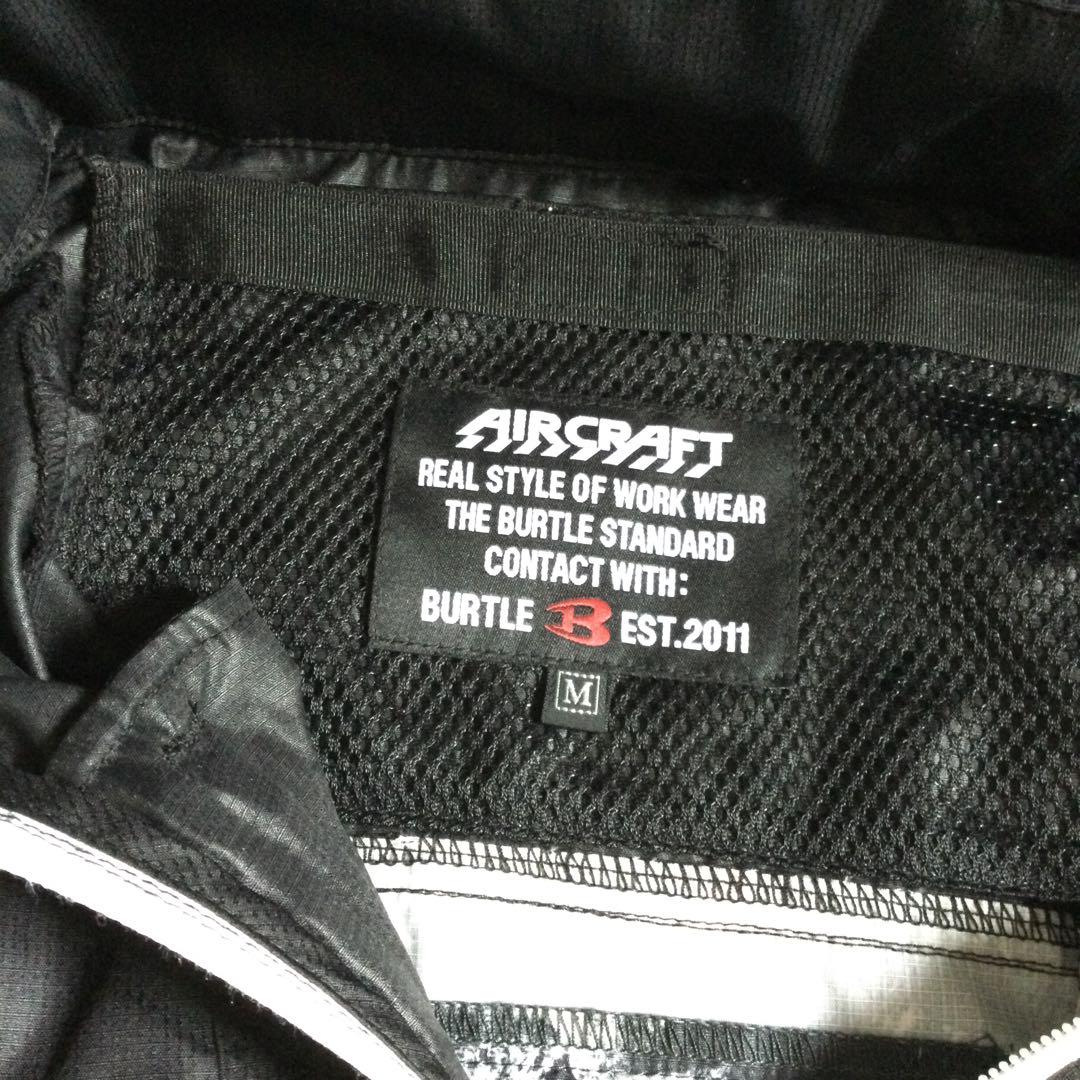 AIRCRAFT
REAL STYLE OF WORK WEAR
THE BURTLE STANDARD
CONTACT WITH:
BURTLE B EST.2011
M